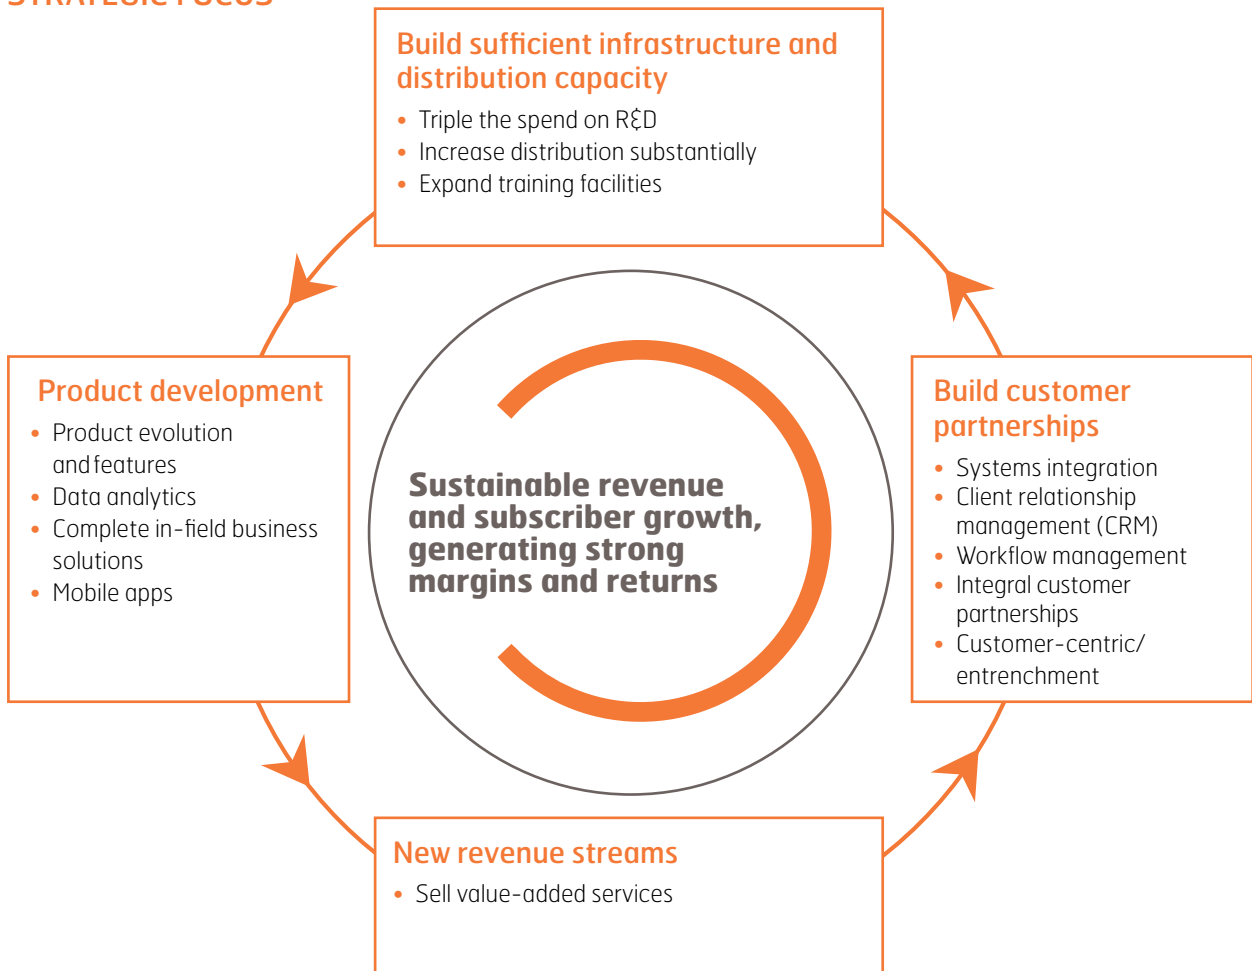 STRATEGIC FOCUS
Build sufficient infrastructure and
distribution capacity
• Triple the spend on R&D
• Increase distribution substantially
• Expand training facilities
Product development
• Product evolution
and features
• Data analytics
• Complete in-field business
solutions
• Mobile apps
Sustainable revenue
and subscriber growth,
generating strong
margins and returns
Build customer
partnerships
• Systems integration
• Client relationship
management (CRM)
• Workflow management
• Integral customer
partnerships
• Customer-centric/
entrenchment
New revenue streams
• Sell value-added services